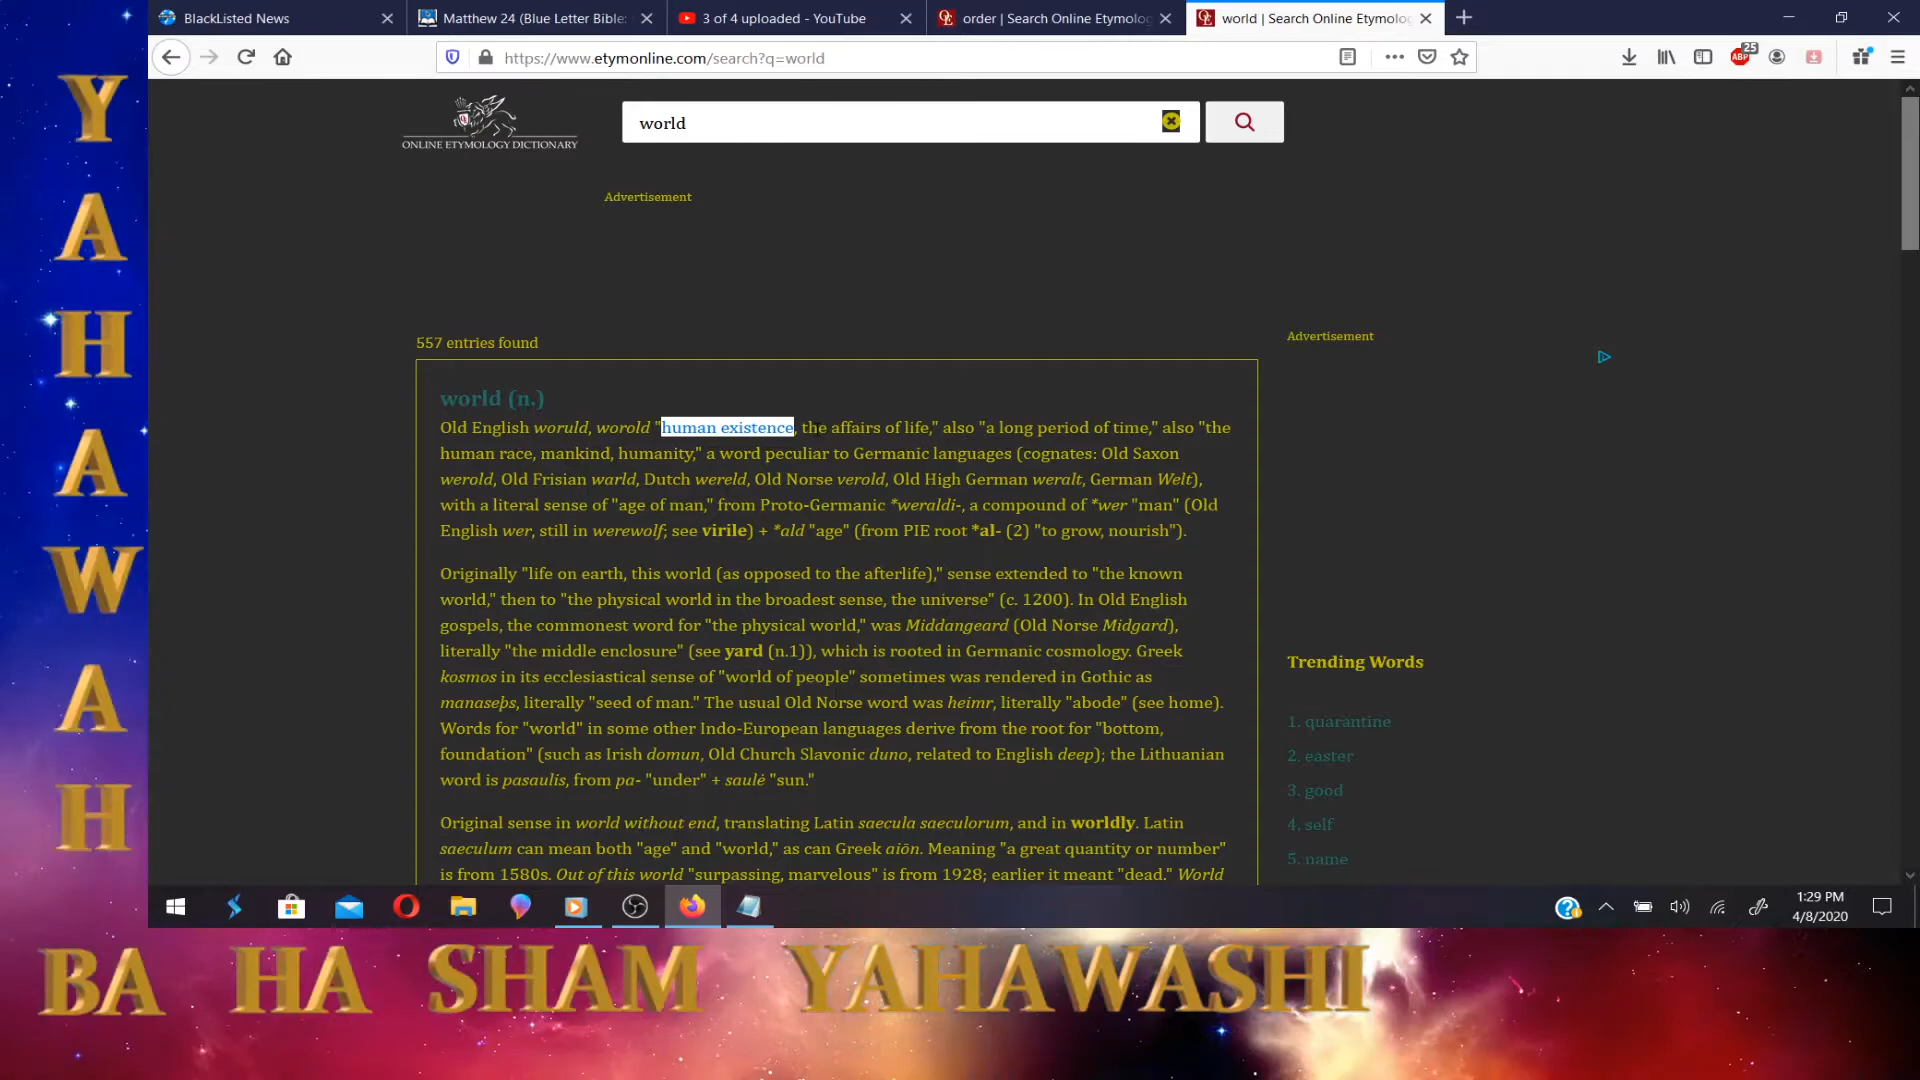 BlackListed News
Matthew 24 (Blue Letter Bible:
3 of 4 uploaded - YouTube
order | Search Online Etymolog
world | Search Online Etymolog
https://www.etymonline.com/search?q=world
ABP
25
ONLINE ETYMOLOGY DICTIONARY
world
Advertisement
557 entries found
Advertisement
world (n.)
Old English woruld, worold "human existence, the affairs of life," also "a long period of time," also "the
human race, mankind, humanity," a word peculiar to Germanic languages (cognates: Old Saxon
werold, Old Frisian warld, Dutch wereld, Old Norse verold, Old High German weralt, German Welt),
with a literal sense of "age of man," from Proto-Germanic *weraldi-, a compound of *wer "man" (Old
English wer, still in werewolf; see virile) + *ald "age" (from PIE root *al- (2) "to grow, nourish").
Originally "life on earth, this world (as opposed to the afterlife)," sense extended to "the known
world," then to "the physical world in the broadest sense, the universe" (c. 1200). In Old English
gospels, the commonest word for "the physical world," was Middangeard (Old Norse Midgard),
literally "the middle enclosure" (see yard (n.1)), which is rooted in Germanic cosmology. Greek
kosmos in its ecclesiastical sense of "world of people" sometimes was rendered in Gothic as
manaseþs, literally "seed of man." The usual Old Norse word was heimr, literally "abode" (see home).
Words for "world" in some other Indo-European languages derive from the root for "bottom,
foundation" (such as Irish domun, Old Church Slavonic duno, related to English deep); the Lithuanian
word is pasaulis, from pa- "under" + saulė "sun."
Original sense in world without end, translating Latin saecula saeculorum, and in worldly. Latin
saeculum can mean both "age" and "world," as can Greek aiōn. Meaning "a great quantity or number"
is from 1580s. Out of this world "surpassing, marvelous" is from 1928; earlier it meant "dead." World
Trending Words
1. quarantine
2. easter
3. good
4. self
5. name
1:29 PM
4/8/2020
YAHAWAH
BA HA SHAM YAHAWASHI